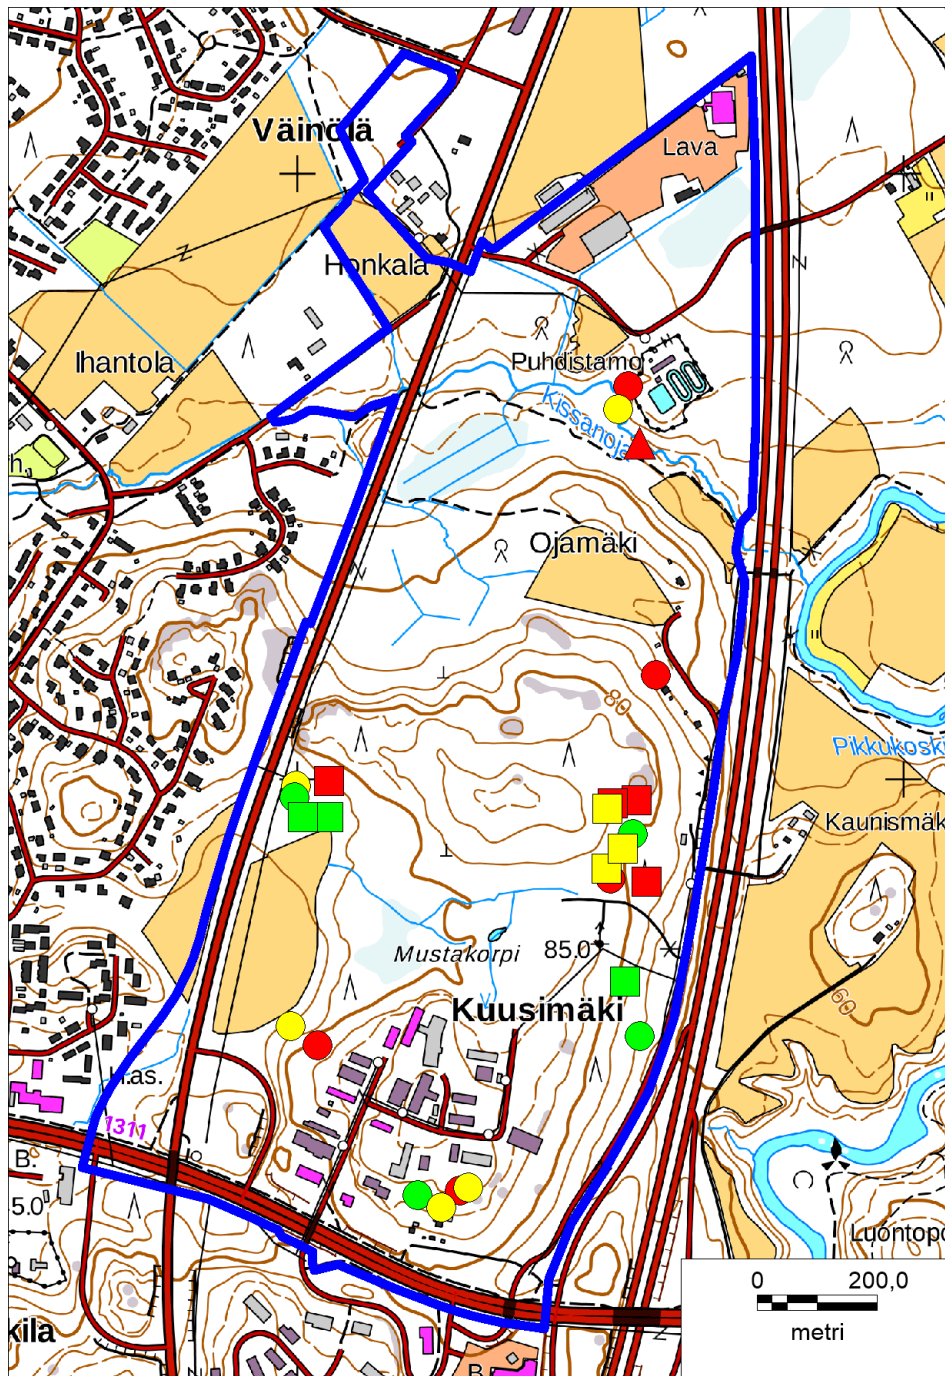 Väinölä
Lava
Honkala
Ihantola
Puhdistamo
Kissanoja
h.
Ojamäki
80
Pikkukoski
Kaunismäk
Mustakorpi
85.0
Kuusimäki
60
h.as.
1311
B.
5.0
Luontopo
0 200,0
metri
kila
B